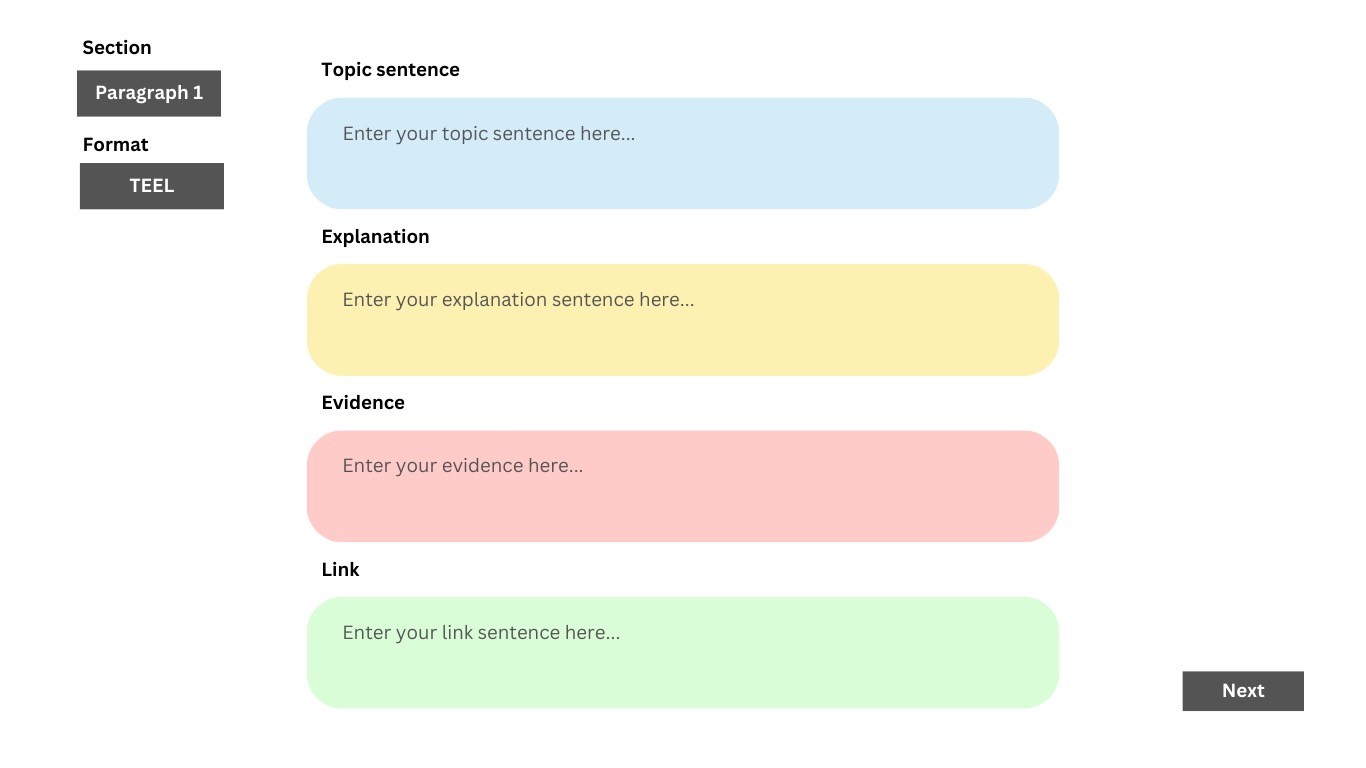 Section
Paragraph 1
Format
TEEL
Topic sentence
Enter your topic sentence here...
Explanation
Enter your explanation sentence here...
Evidence
Enter your evidence here...
Link
Enter your link sentence here...
Next